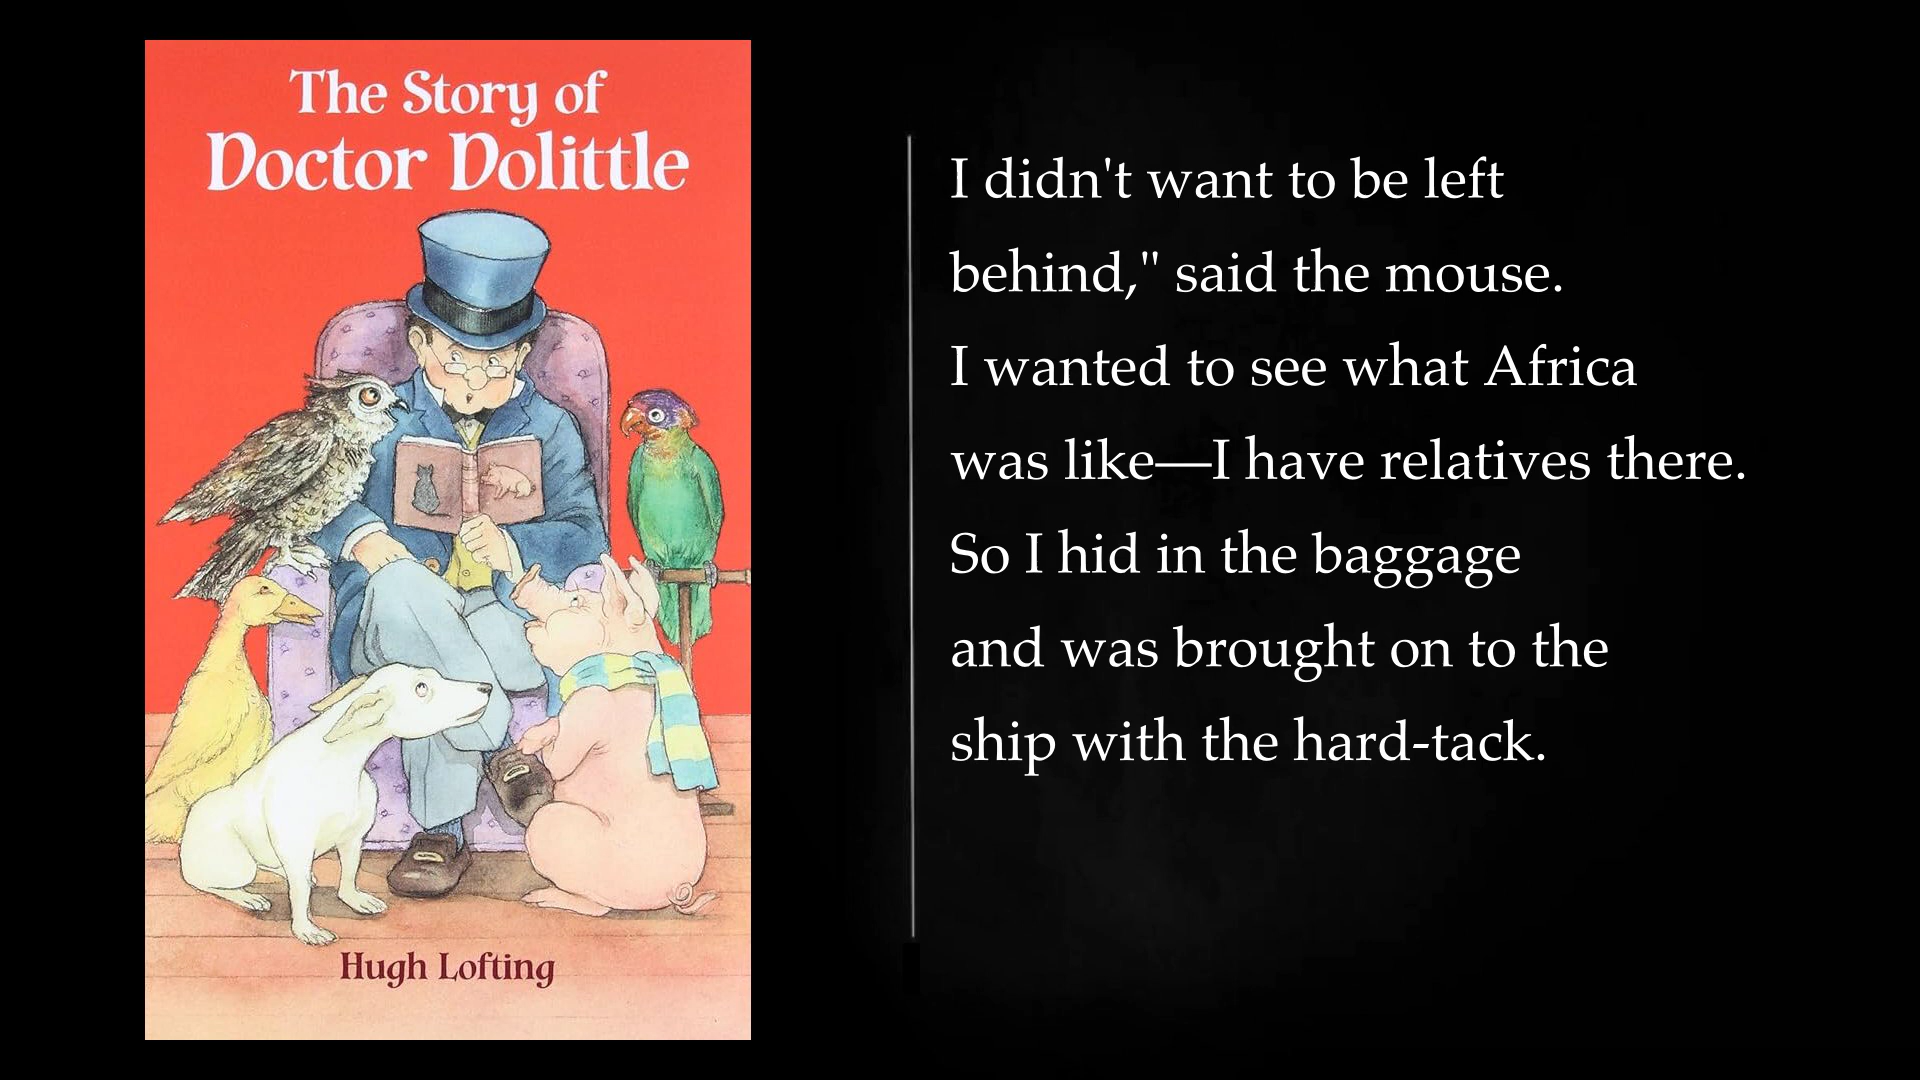 The Story of
Doctor Dolittle
Hugh Lofting
I didn't want to be left
behind," said the mouse.
I wanted to see what Africa
was like—I have relatives there.
So I hid in the baggage
and was brought on to the
ship with the hard-tack.